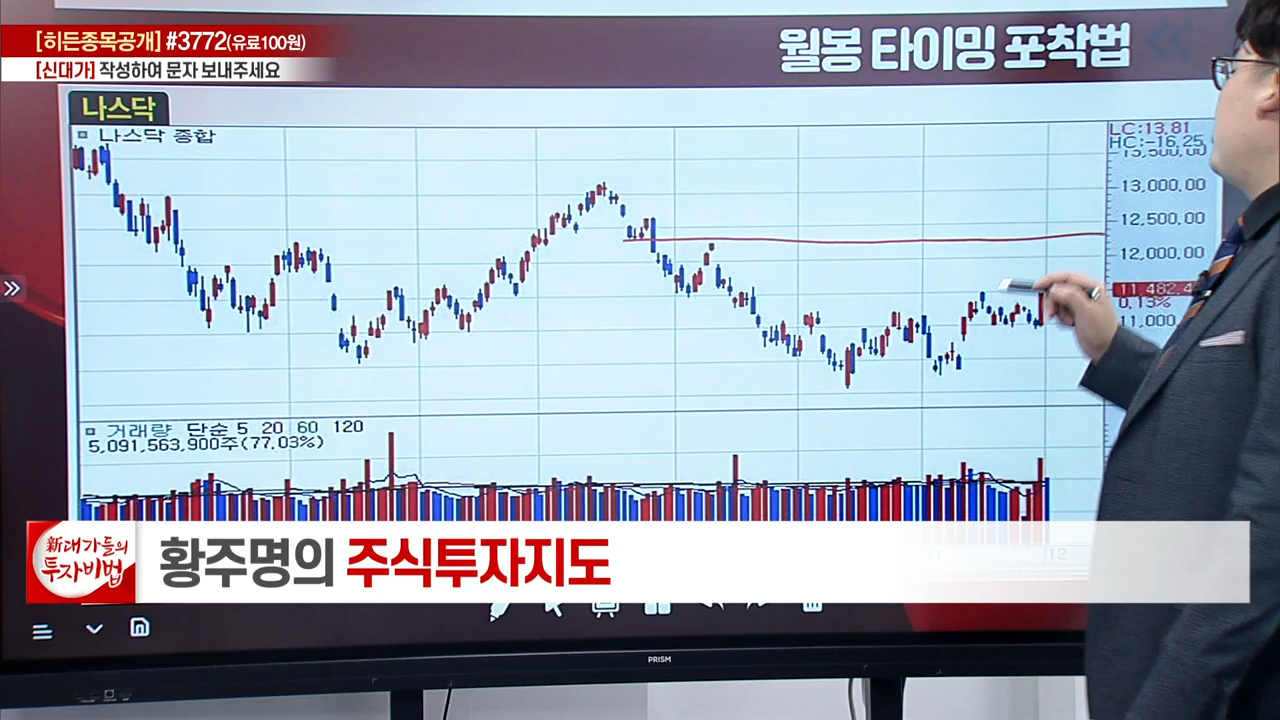 [히든종목공개] #3772(유료100원)
[신대가] 작성하여 문자 보내주세요
월봉 타이밍 포착법
나스닥
나스닥 종합
LC:13.81
HC:-16.25
13,500.00
13,000.00
12,500.00
12,000.00
11,482.4
0.13%
11,000
거래량 단순 5 20 60 120
5,091,563,900주(77.03%)
新대가들의
투자비법
황주명의 주식투자지도
12
PRISM